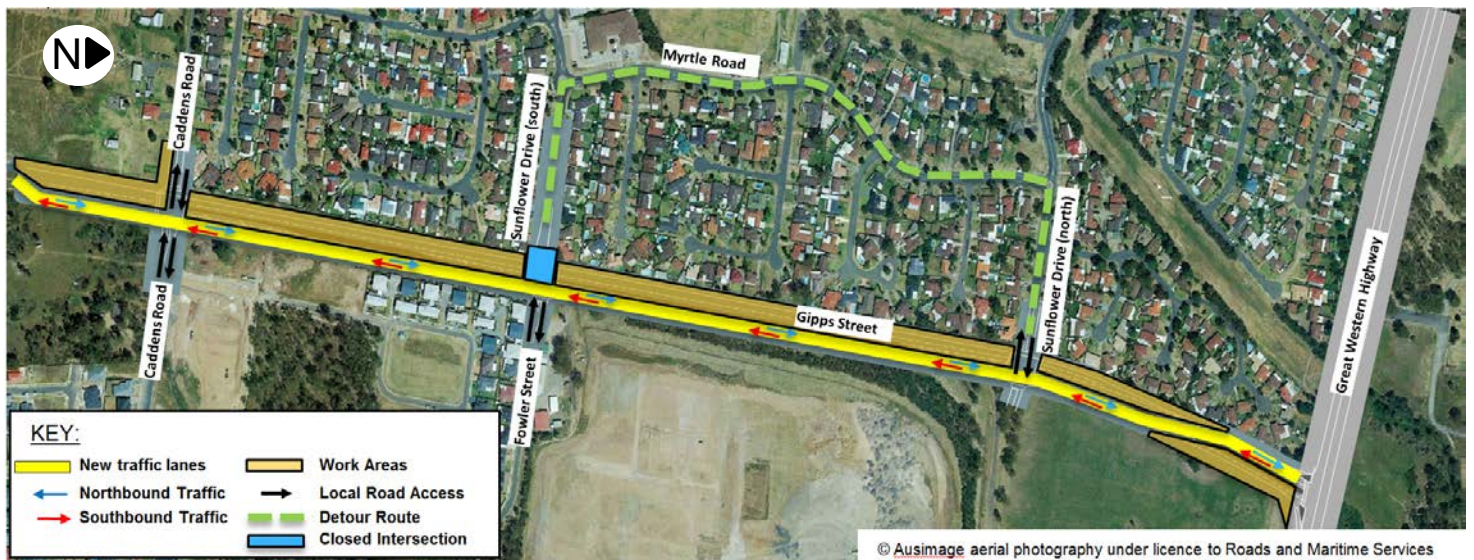 N
Caddens Road
Sunflower Drive (south)
Myrtle Road
Sunflower Drive (north)
Great Western Highway
Gipps Street
Caddens Road
Fowler Street
KEY:
New traffic lanes
Work Areas
Northbound Traffic
Local Road Access
Southbound Traffic
Detour Route
Closed Intersection
© Ausimage aerial photography under licence to Roads and Maritime Services